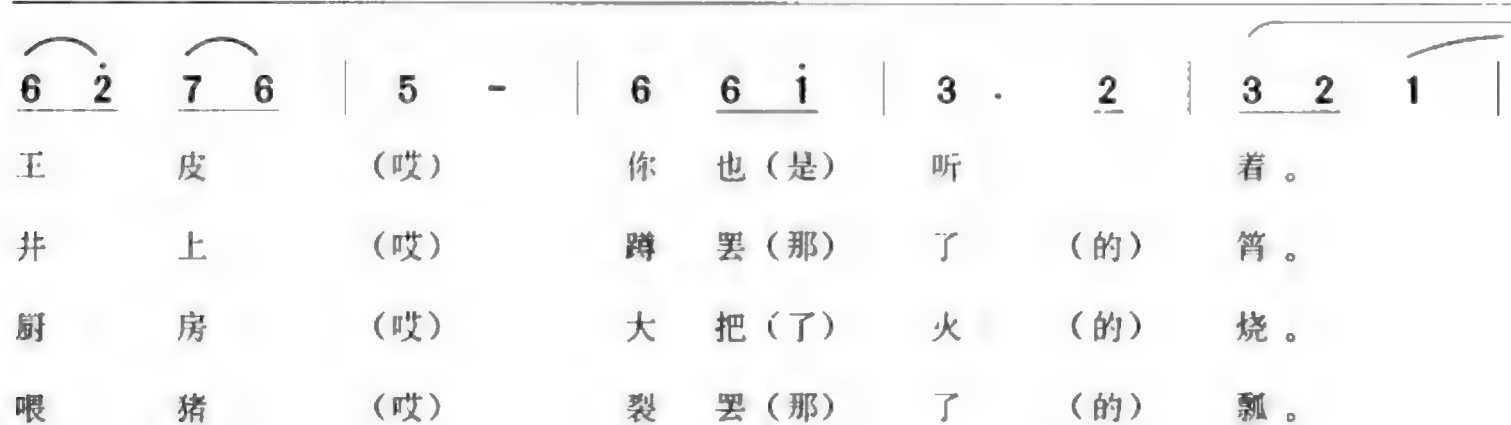 6 2̇ 7 6 | 5 - | 6 6 1̇ | 3 . 2 | 3 2 1 |
王 皮 （哎） 你 也（是） 听 着。
井 上 （哎） 蹲 罢（那） 了 （的） 筲。
厨 房 （哎） 大 把（了） 火 （的） 烧。
喂 猪 （哎） 裂 罢（那） 了 （的） 瓢。